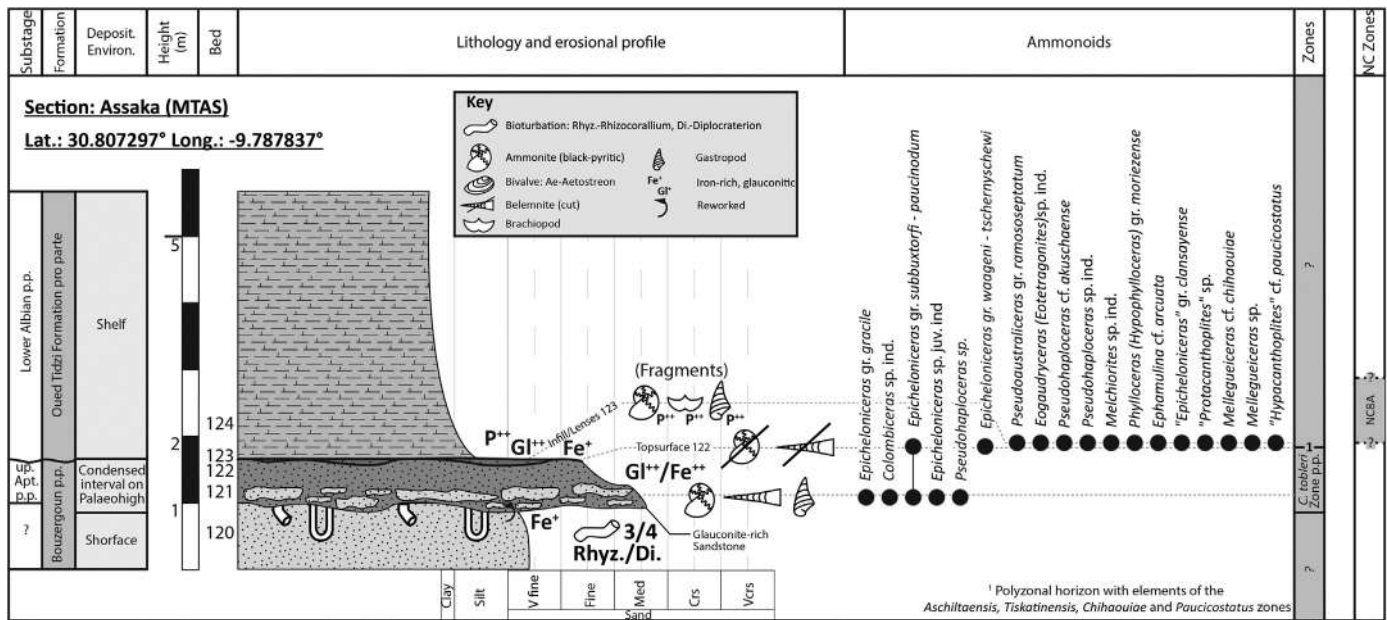 Substage
Formation
Deposit.
Environ.
Height
(m)
Bed
Lithology and erosional profile
Ammonoids
Zones
NC Zones
Section: Assaka (MTAS)
Lat.: 30.807297° Long.: -9.787837°
Key
Bioturbation: Rhyz.-Rhizocorallium, Di.-Diplocraterion
Ammonite (black-pyritic)
Gastropod
Bivalve: Ae-Aetostreon
Fe⁺
Gl⁺
Iron-rich, glauconitic
Belemnite (cut)
Reworked
Brachiopod
Lower Albian p.p.
up.
Apt.
p.p.
?
Oued Tidzi Formation pro parte
Bouzergoun p.p.
Shelf
Condensed
interval on
Palaeohigh
Shorface
5
2
1
124
123
122
121
120
(Fragments)
P⁺⁺ P⁺⁺ P⁺⁺
Infill/Lenses 123
Topsurface 122
P⁺⁺
Gl⁺⁺
Fe⁺
Gl⁺⁺/Fe⁺⁺
Fe⁺
3/4
Rhyz./Di.
Glauconite-rich
Sandstone
Clay
Silt
V fine
Fine
Med
Crs
Vcrs
Sand
Epicheloniceras gr. gracile
Colombiceras sp. ind.
Epicheloniceras gr. subbuxtorfi - paucinodum
Epicheloniceras sp. juv. ind
Pseudohaploceras sp.
Epicheloniceras gr. waageni - tschernyschewi
Pseudoaustraliceras gr. ramososeptatum
Eogaudryceras (Eotetragonites)sp. ind.
Pseudohaploceras cf. akuschaense
Pseudohaploceras sp. ind.
Melchiorites sp. ind.
Phylloceras (Hypophylloceras) gr. moriezense
Ephamulina cf. arcuata
"Epicheloniceras" gr. clansayense
"Protacanthoplites" sp.
Mellegueiceras cf. chihaouiae
Mellegueiceras sp.
"Hypacanthoplites" cf. paucicostatus
?
1
C. tobleri
Zone p.p.
?
?
NC8A
?
¹ Polyzonal horizon with elements of the
Aschiltaensis, Tiskatinensis, Chihaouiae and Paucicostatus zones